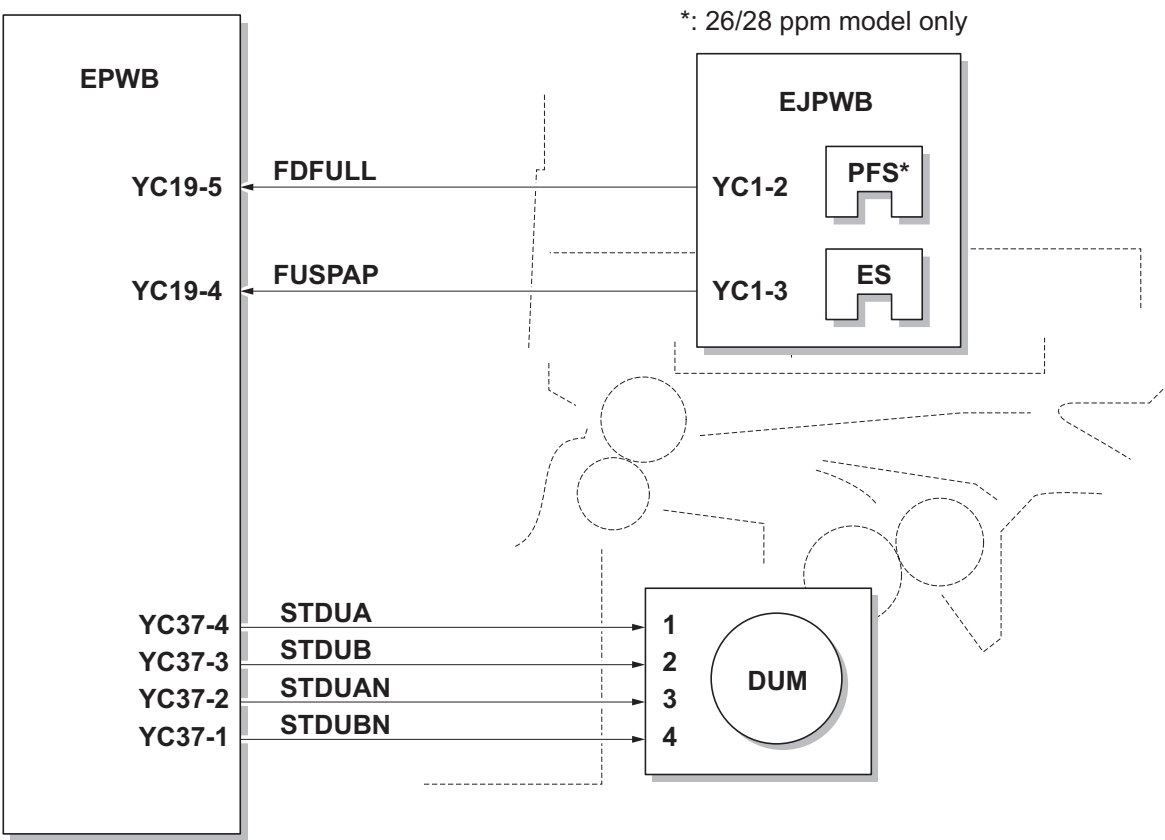 *: 26/28 ppm model only
EPWB
EJPWB
YC19-5 FDFULL YC1-2 PFS*
YC19-4 FUSPAP YC1-3 ES
YC37-4 STDUA 1
YC37-3 STDUB 2
YC37-2 STDUAN 3
YC37-1 STDUBN 4
DUM